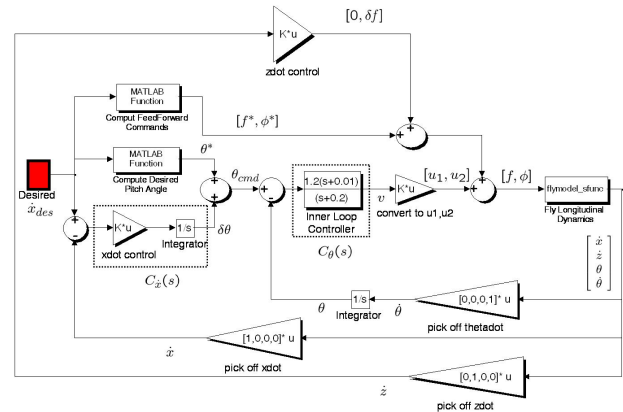 [0, δf]
K*u
zdot control
MATLAB
Function
Comput FeedForward
Commands
[f*, ϕ*]
MATLAB
Function
Compute Desired
Pitch Angle
θ*
θcmd
Desired
ẋdes
K*u
xdot control
1/s
Integrator
δθ
Cẋ(s)
1.2(s+0.01)
(s+0.2)
Inner Loop
Controller
Cθ(s)
v
K*u
convert to u1,u2
[u1, u2]
[f, ϕ]
flymodel_sfunc
Fly Longitudinal
Dynamics
[ẋ
ż
θ
θ̇]
θ
1/s
Integrator
θ̇
[0,0,0,1]* u
pick off thetadot
ẋ
[1,0,0,0]* u
pick off xdot
ż
[0,1,0,0]* u
pick off zdot